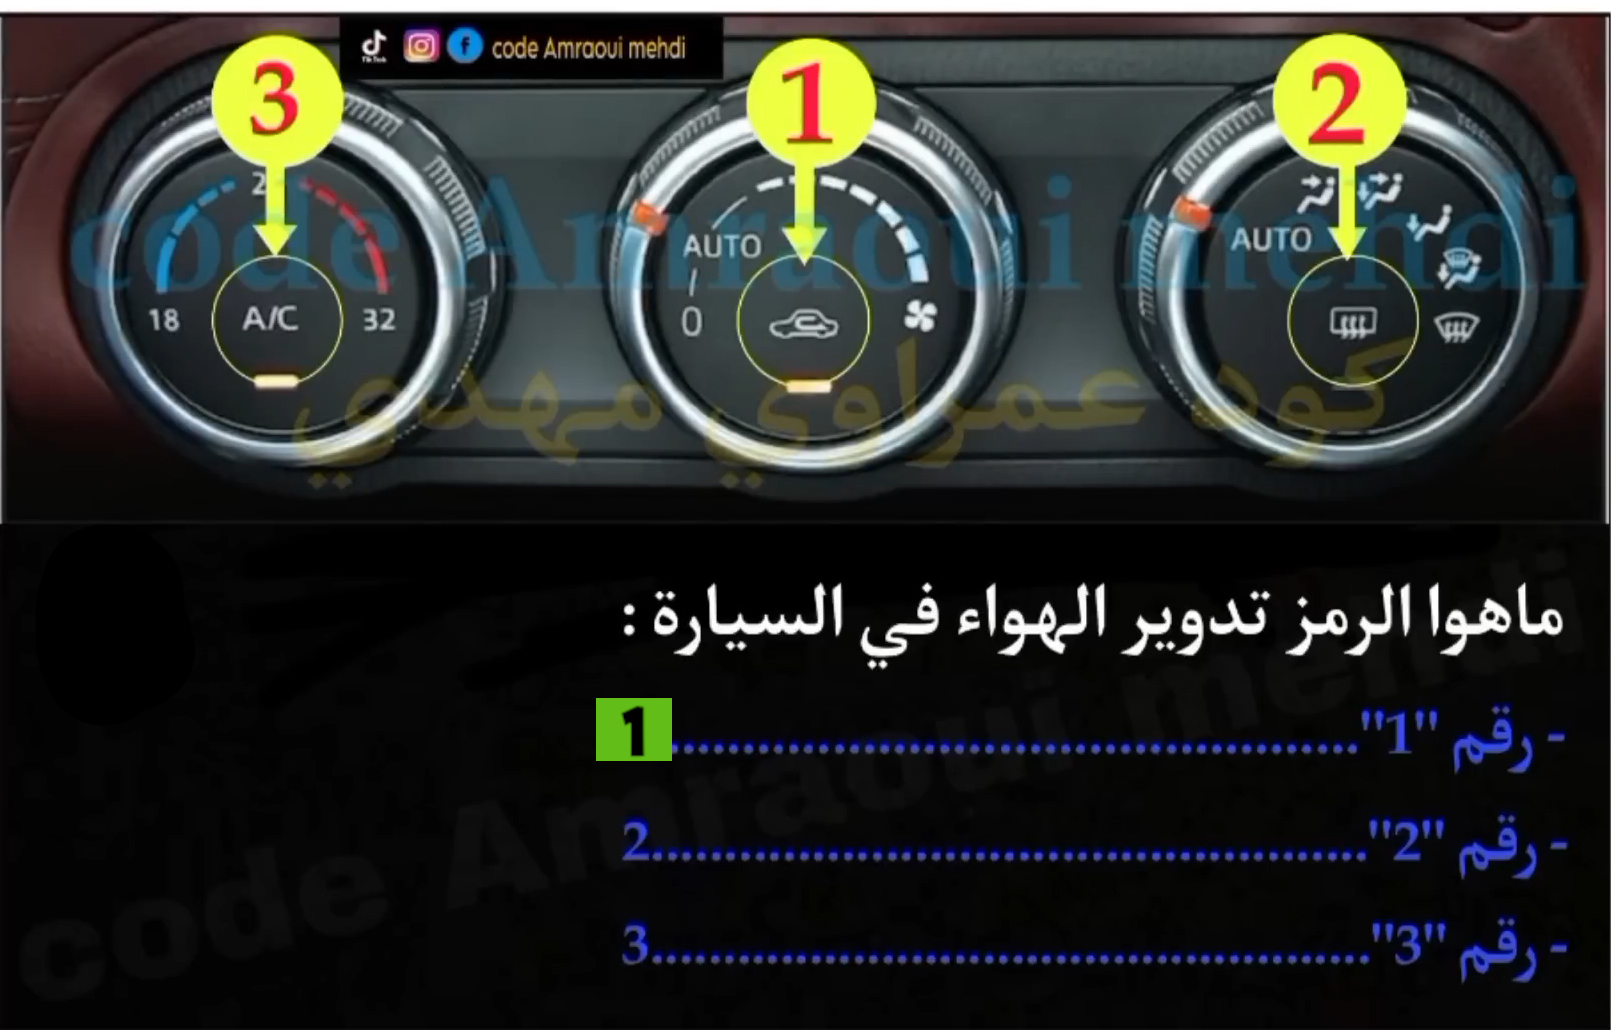 code Amraoui mehdi
3 1 2
AUTO
AUTO
18 A/C 32
0
code Amraoui mehdi
كود عمراوي مهدي
ماهوا الرمز تدوير الهواء في السيارة :
- رقم "1"................................................1
- رقم "2"................................................2
- رقم "3"................................................3
code Amraoui mehdi